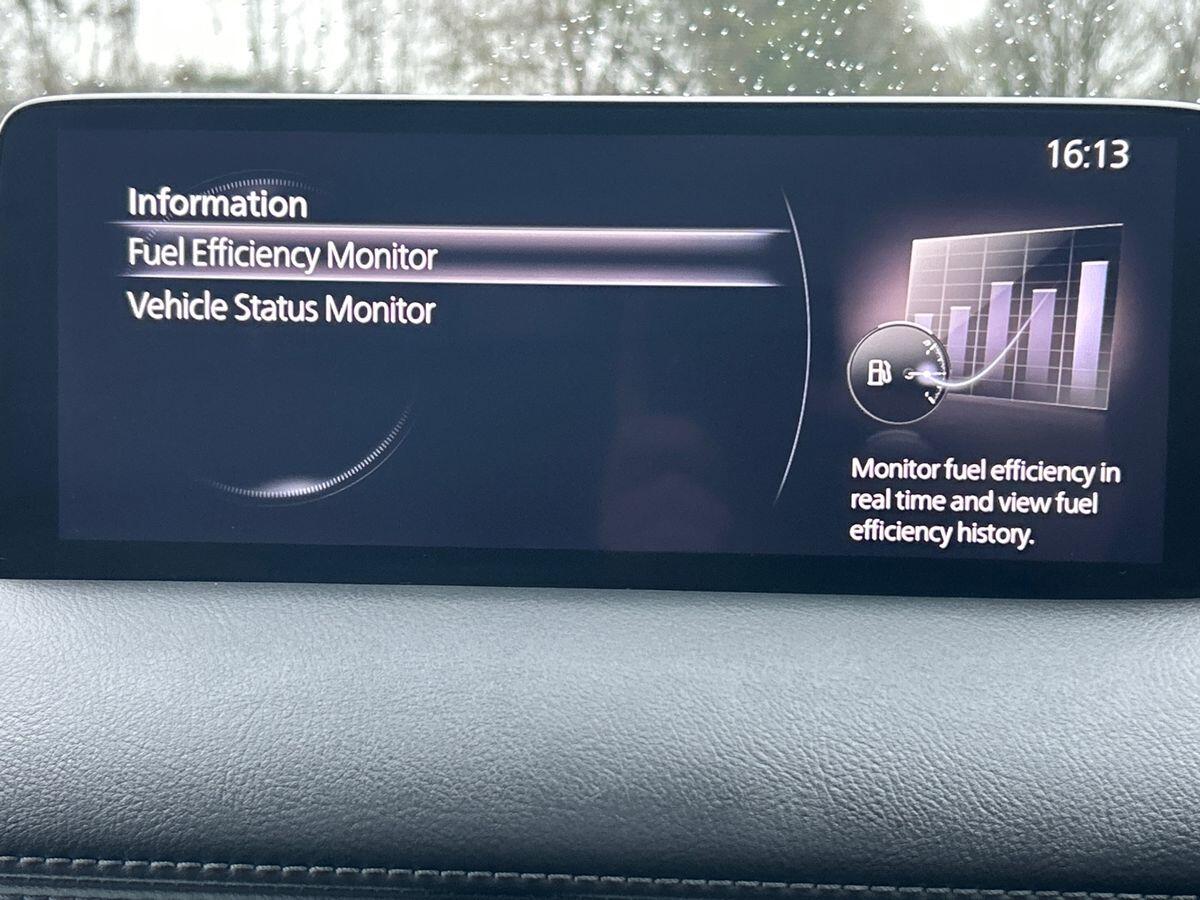 16:13
Information
Fuel Efficiency Monitor
Vehicle Status Monitor
Monitor fuel efficiency in
real time and view fuel
efficiency history.